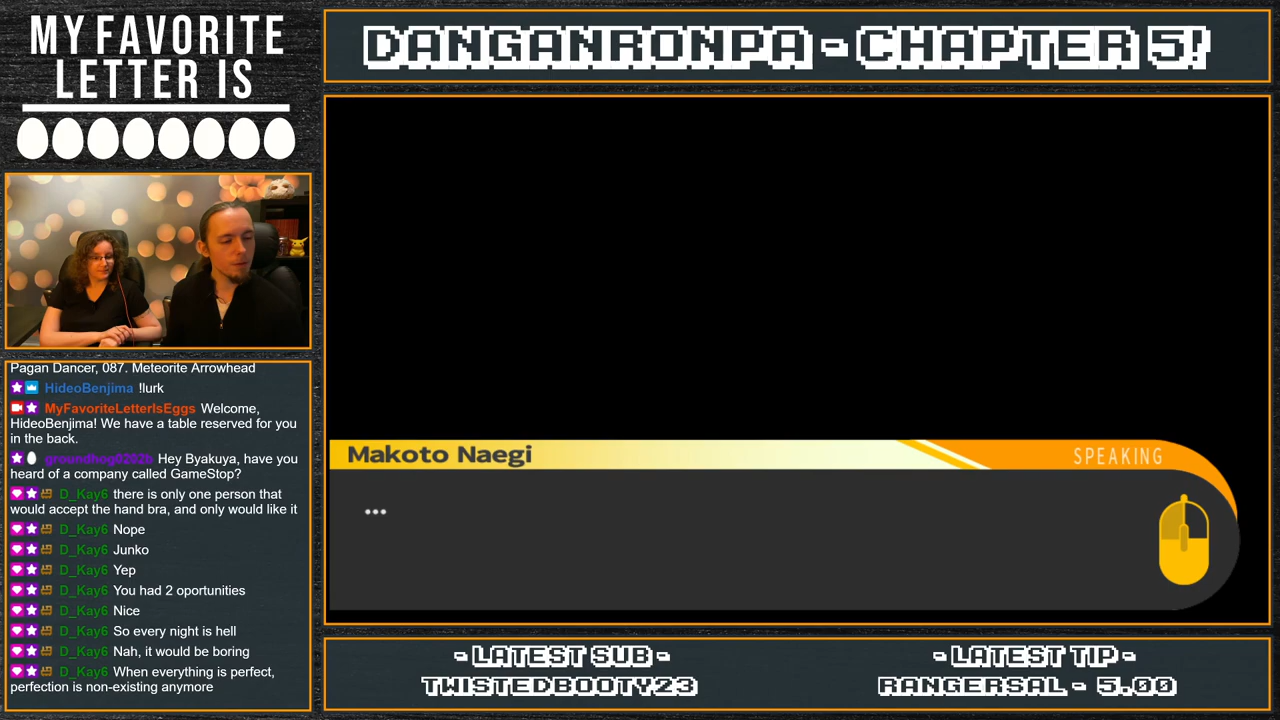 MY FAVORITE
LETTER IS
DANGANRONPA - CHAPTER 5!
Pagan Dancer, 087. Meteorite Arrowhead
HideoBenjima !lurk
MyFavoriteLetterIsEggs Welcome,
HideoBenjima! We have a table reserved for you
in the back.
groundhog0202b Hey Byakuya, have you
heard of a company called GameStop?
D_Kay6 there is only one person that
would accept the hand bra, and only would like it
D_Kay6 Nope
D_Kay6 Junko
D_Kay6 Yep
D_Kay6 You had 2 oportunities
D_Kay6 Nice
D_Kay6 So every night is hell
D_Kay6 Nah, it would be boring
D_Kay6 When everything is perfect,
perfection is non-existing anymore
Makoto Naegi
SPEAKING
...
- LATEST SUB -
TWISTEDBOOTY23
- LATEST TIP -
RANGERSAL - 5.00